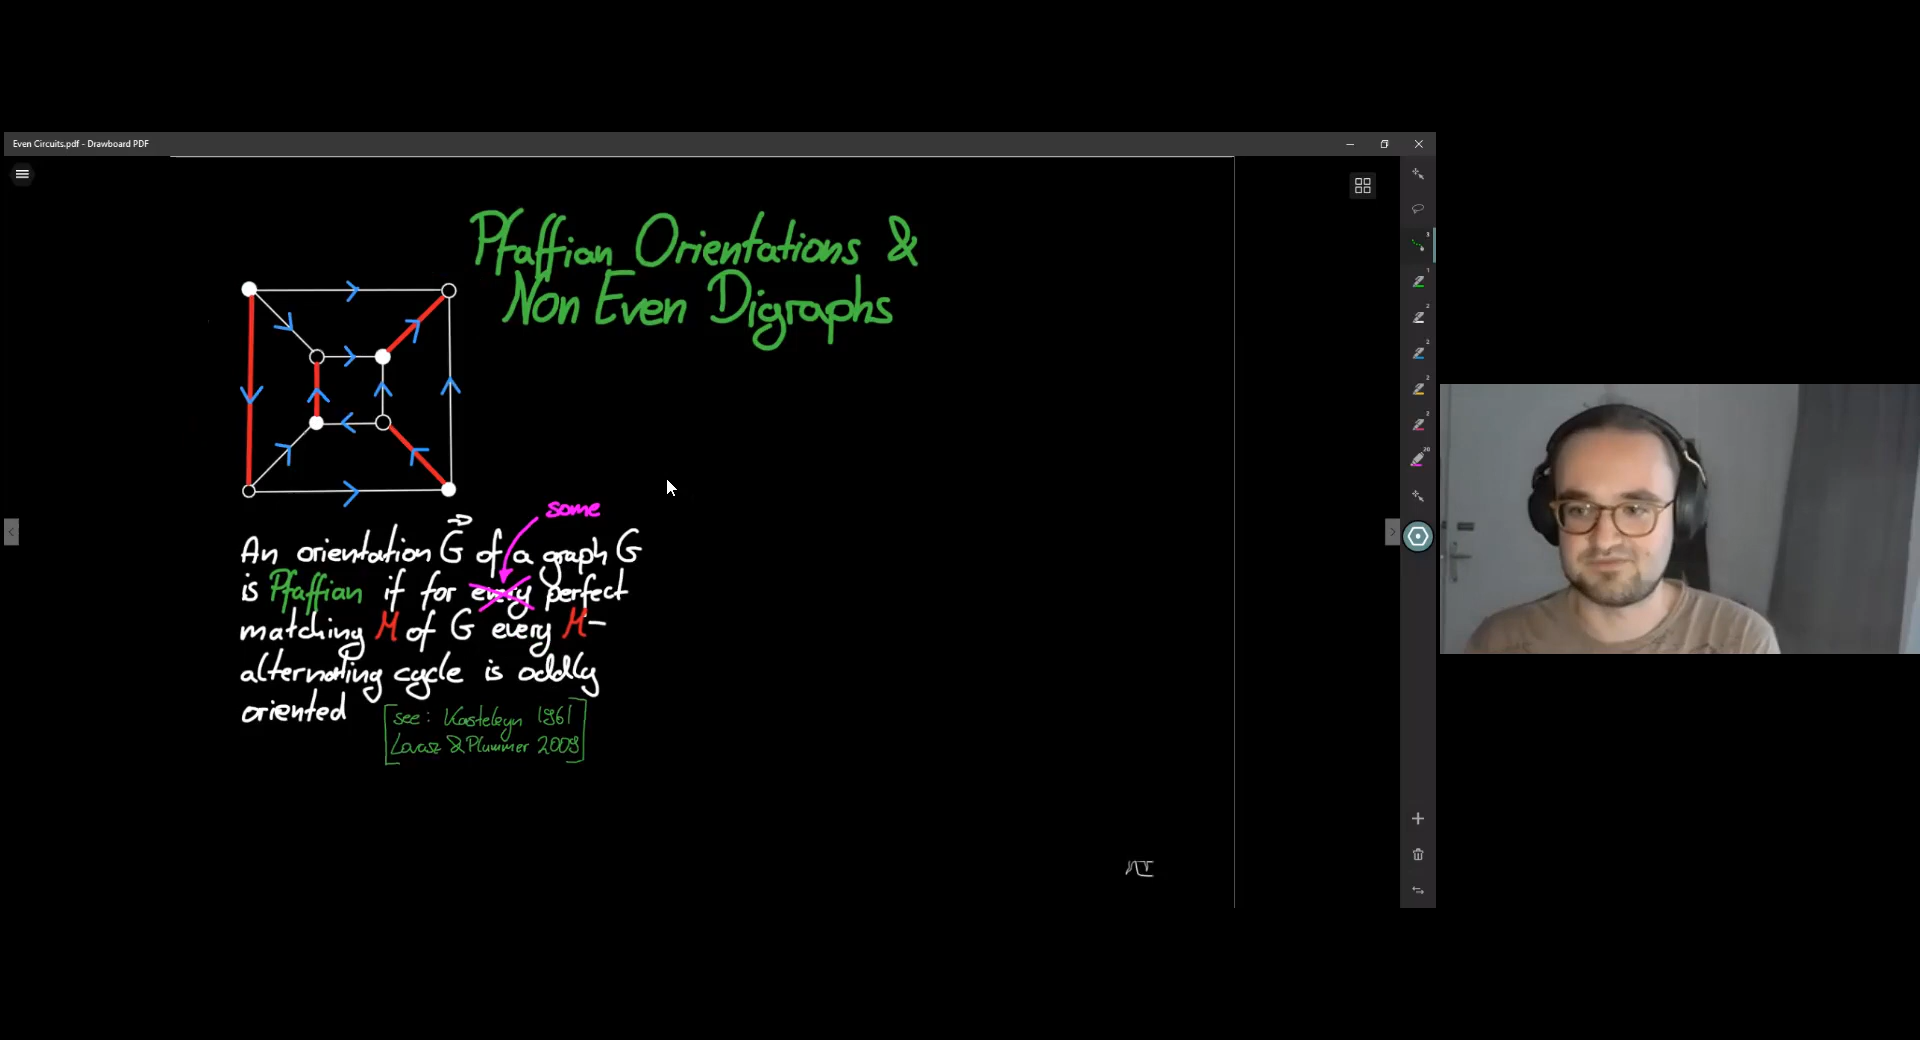 Even Circuits.pdf - Drawboard PDF
Pfaffian Orientations &
Non Even Digraphs
some
An orientation G⃗ of a graph G
is Pfaffian if for every perfect
matching M of G every M-
alternating cycle is oddly
oriented
[see: Kasteleyn 1961
Lovasz & Plummer 2009]